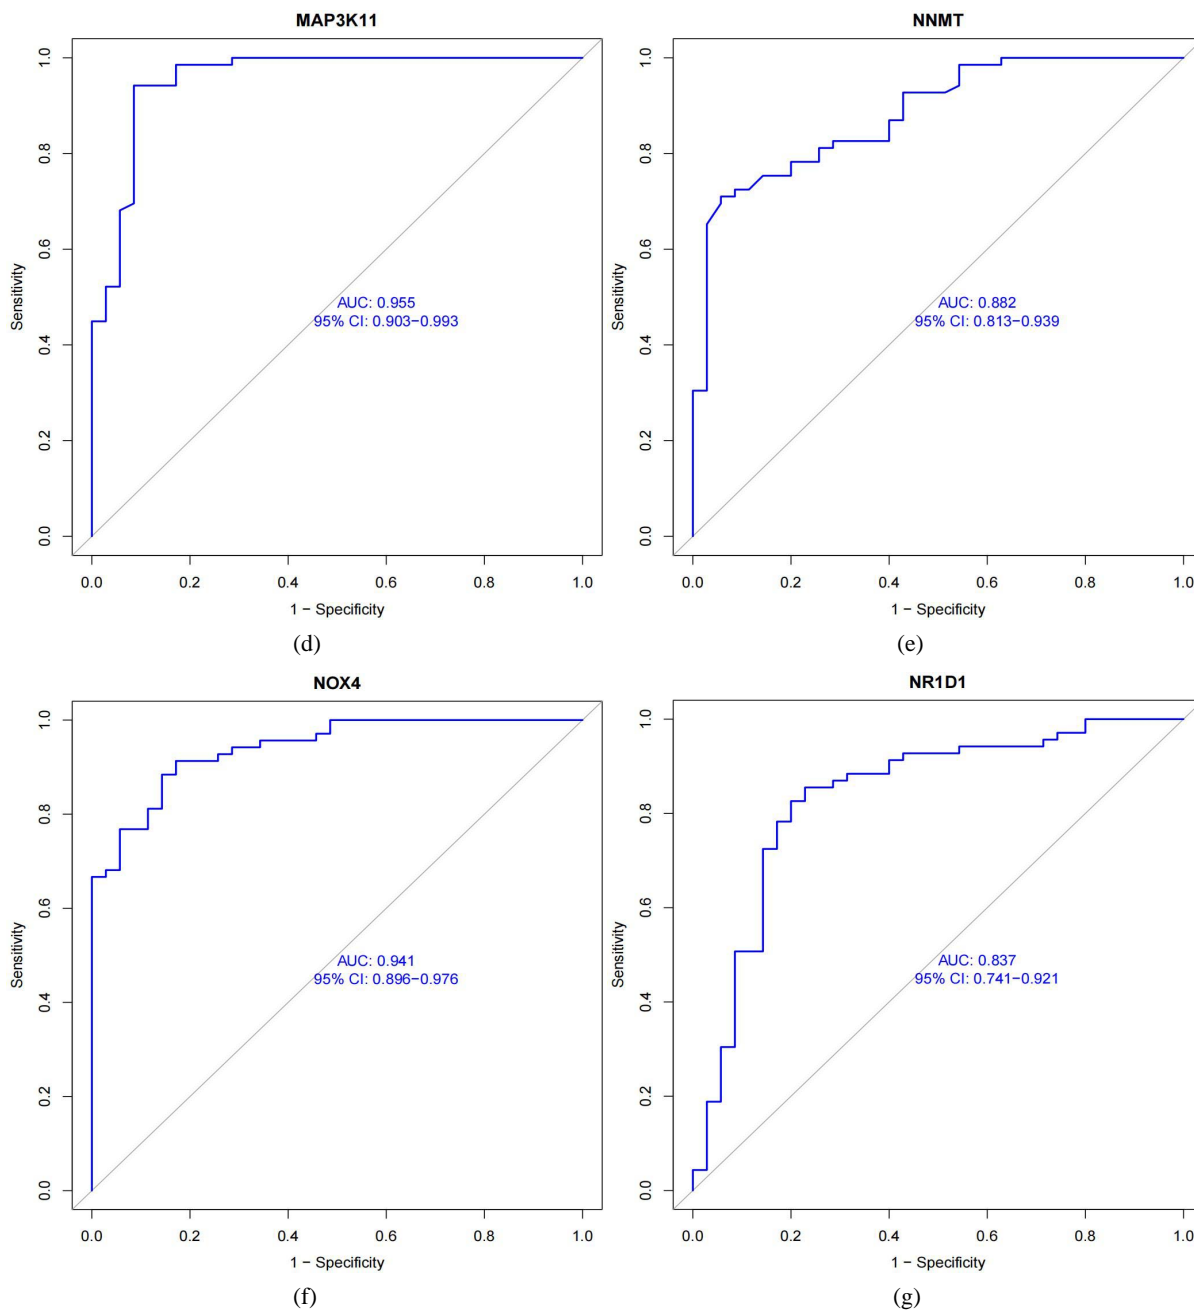 MAP3K11
1.0
0.8
0.6
0.4
0.2
0.0
Sensitivity
AUC: 0.955
95% CI: 0.903−0.993
0.0 0.2 0.4 0.6 0.8 1.0
1 − Specificity
(d)
NNMT
1.0
0.8
0.6
0.4
0.2
0.0
Sensitivity
AUC: 0.882
95% CI: 0.813−0.939
0.0 0.2 0.4 0.6 0.8 1.0
1 − Specificity
(e)
NOX4
1.0
0.8
0.6
0.4
0.2
0.0
Sensitivity
AUC: 0.941
95% CI: 0.896−0.976
0.0 0.2 0.4 0.6 0.8 1.0
1 − Specificity
(f)
NR1D1
1.0
0.8
0.6
0.4
0.2
0.0
Sensitivity
AUC: 0.837
95% CI: 0.741−0.921
0.0 0.2 0.4 0.6 0.8 1.0
1 − Specificity
(g)